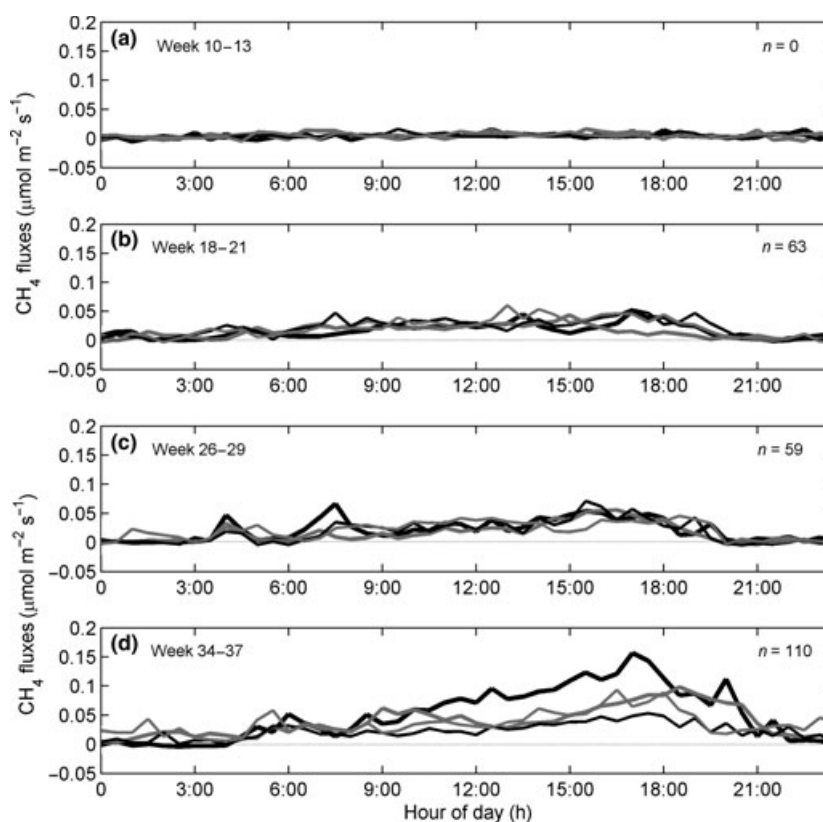 (a) Week 10–13 n = 0
0.2
0.15
0.1
0.05
0
−0.05
0 3:00 6:00 9:00 12:00 15:00 18:00 21:00
CH₄ fluxes (μmol m⁻² s⁻¹)
(b) Week 18–21 n = 63
0.2
0.15
0.1
0.05
0
−0.05
0 3:00 6:00 9:00 12:00 15:00 18:00 21:00
(c) Week 26–29 n = 59
0.2
0.15
0.1
0.05
0
−0.05
0 3:00 6:00 9:00 12:00 15:00 18:00 21:00
CH₄ fluxes (μmol m⁻² s⁻¹)
(d) Week 34–37 n = 110
0.2
0.15
0.1
0.05
0
−0.05
0 3:00 6:00 9:00 12:00 15:00 18:00 21:00
Hour of day (h)